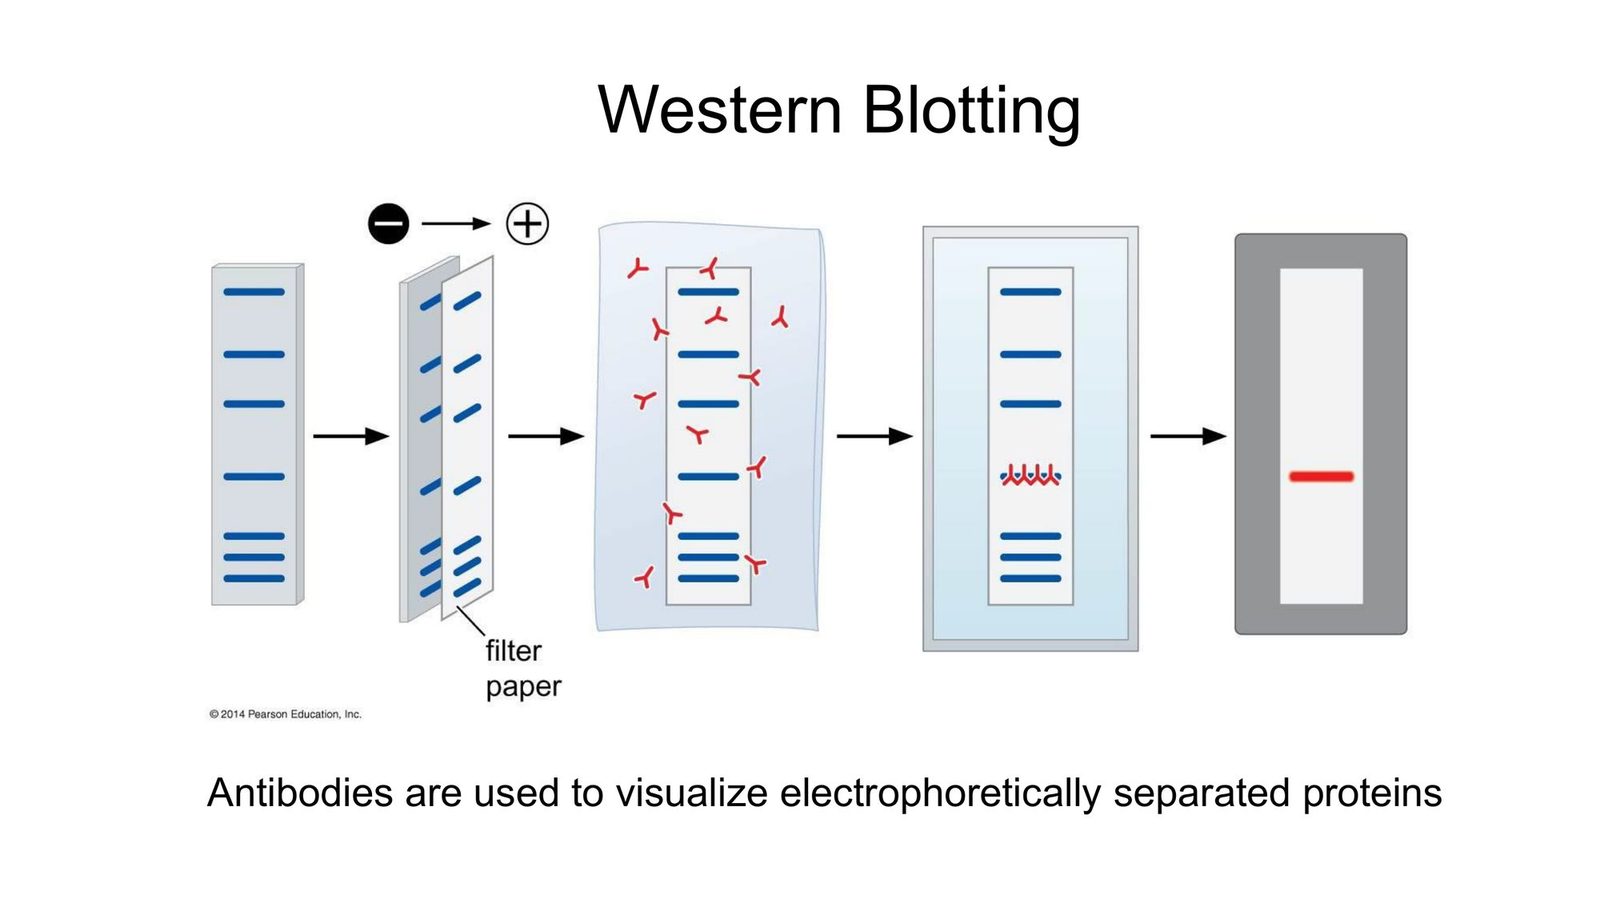 Western Blotting
filter
paper
© 2014 Pearson Education, Inc.
Antibodies are used to visualize electrophoretically separated proteins